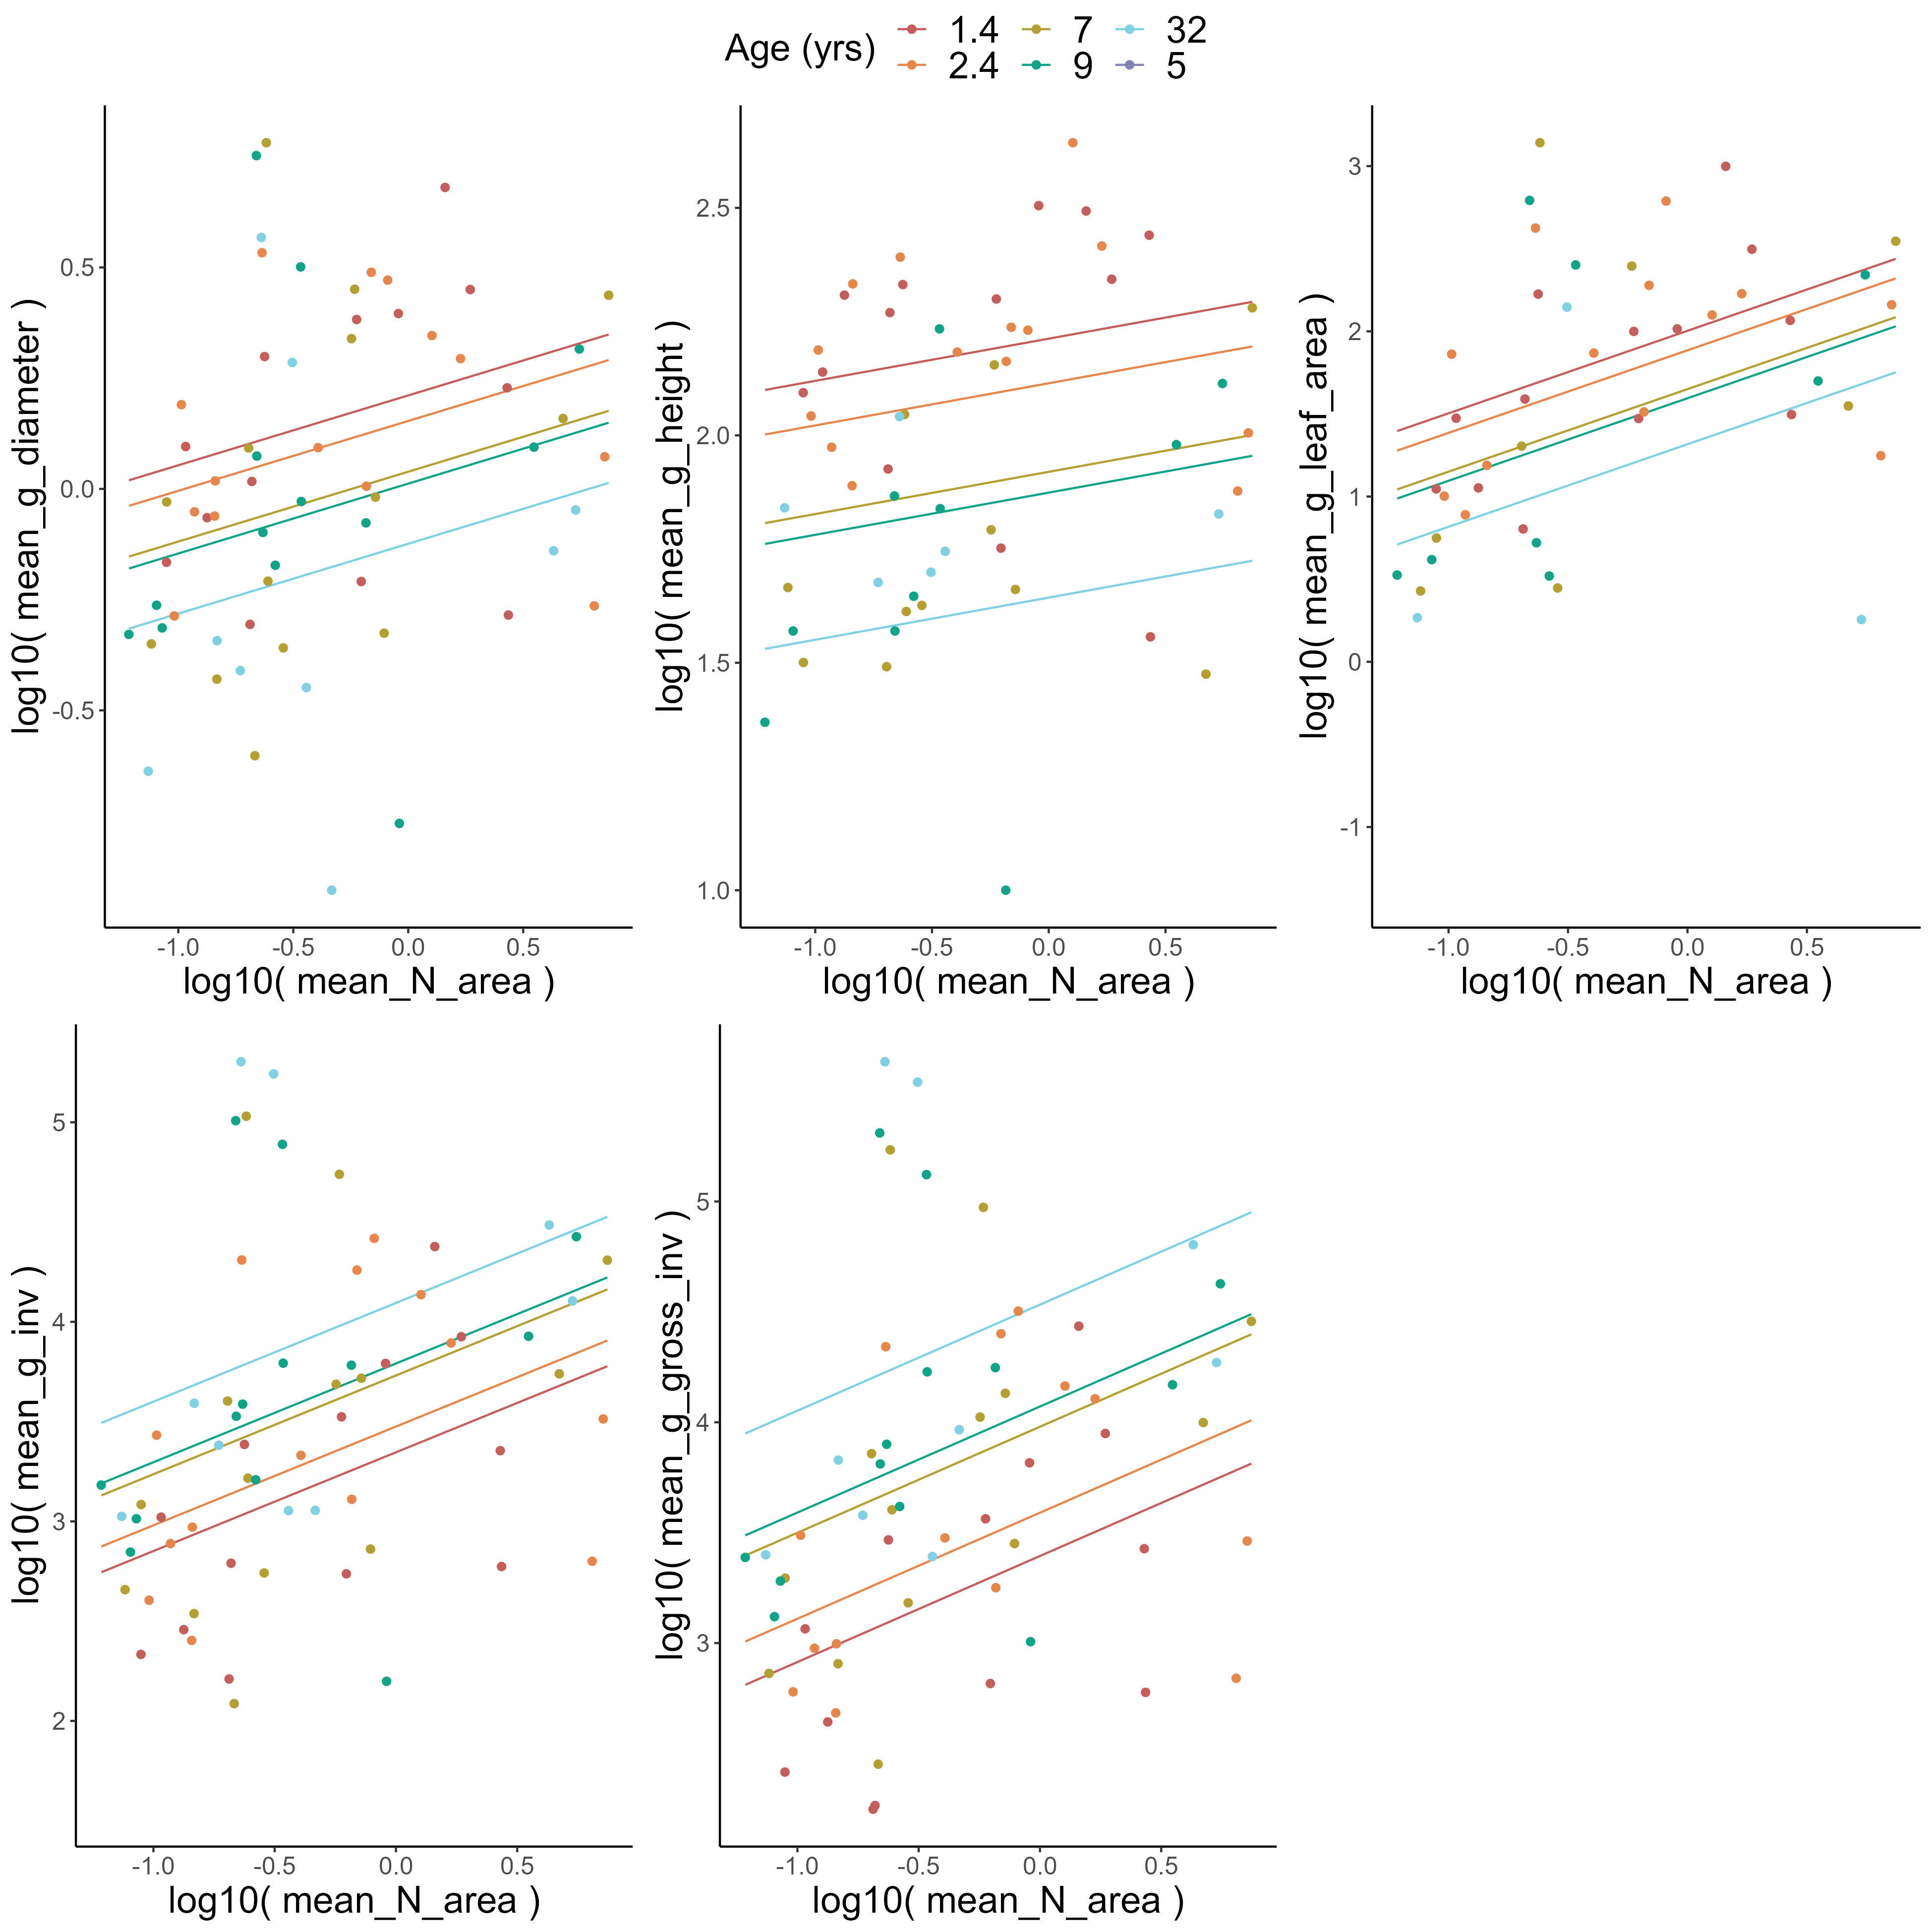 Age (yrs) 1.4 7 32
2.4 9 5
log10( mean_g_diameter )
0.5
0.0
-0.5
-1.0 -0.5 0.0 0.5
log10( mean_N_area )
log10( mean_g_height )
2.5
2.0
1.5
1.0
-1.0 -0.5 0.0 0.5
log10( mean_N_area )
log10( mean_g_leaf_area )
3
2
1
0
-1
-1.0 -0.5 0.0 0.5
log10( mean_N_area )
log10( mean_g_inv )
5
4
3
2
-1.0 -0.5 0.0 0.5
log10( mean_N_area )
log10( mean_g_gross_inv )
5
4
3
-1.0 -0.5 0.0 0.5
log10( mean_N_area )